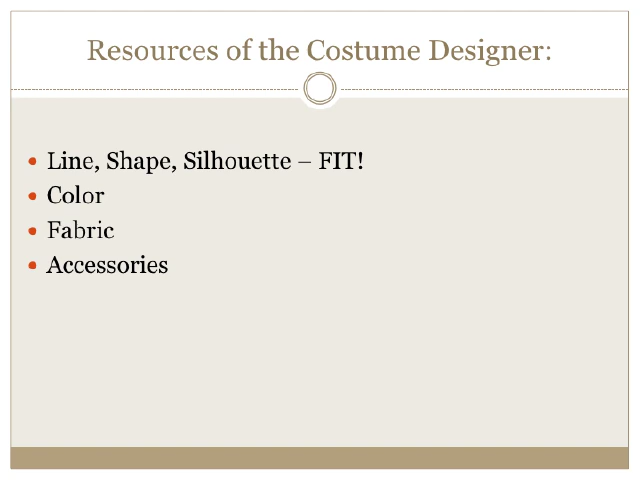 Resources of the Costume Designer:
• Line, Shape, Silhouette – FIT!
• Color
• Fabric
• Accessories